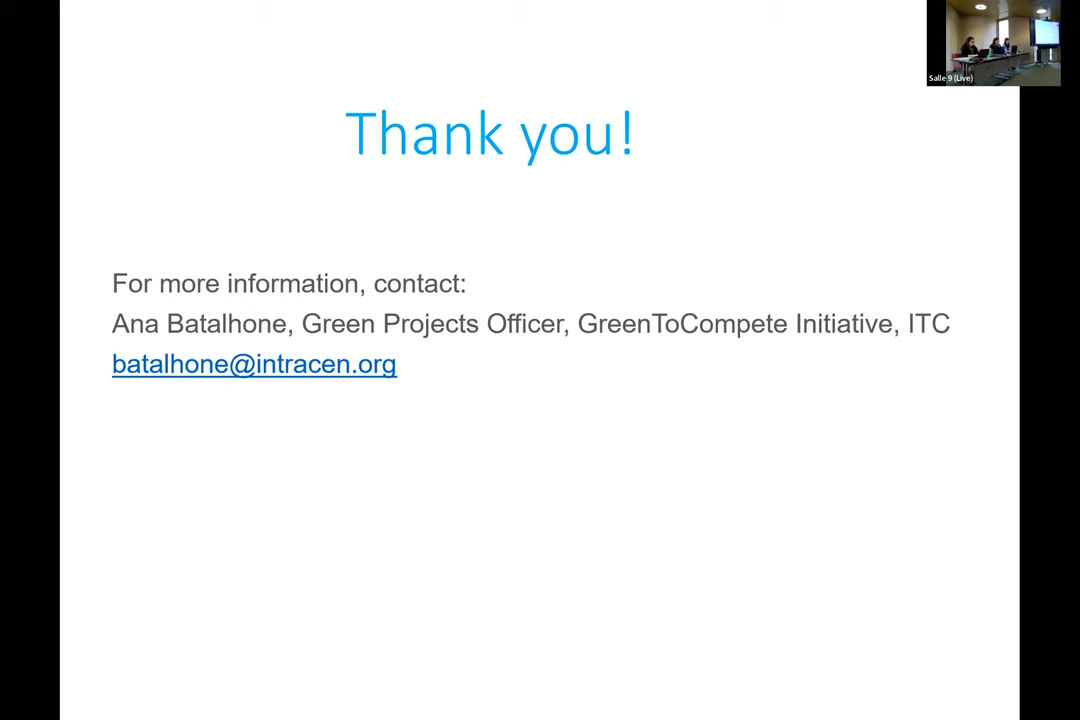 Salle 9 (Live)
Thank you!
For more information, contact:
Ana Batalhone, Green Projects Officer, GreenToCompete Initiative, ITC
batalhone@intracen.org